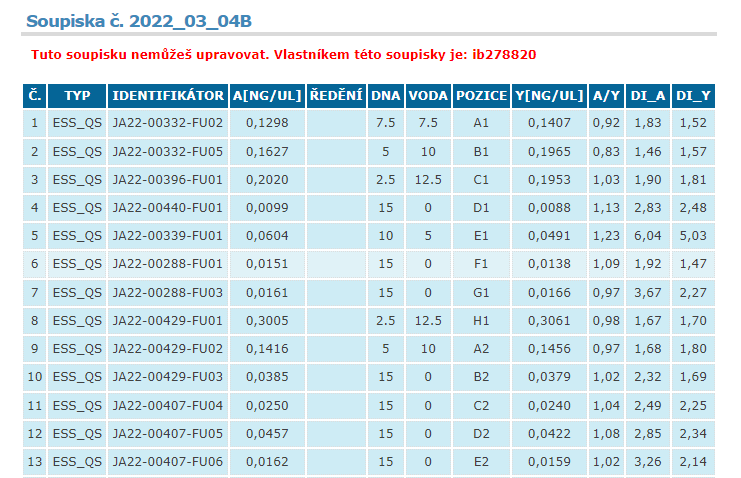 Soupiska č. 2022_03_04B
Tuto soupisku nemůžeš upravovat. Vlastníkem této soupisky je: ib278820
Č. TYP IDENTIFIKÁTOR A[NG/UL] ŘEDĚNÍ DNA VODA POZICE Y[NG/UL] A/Y DI_A DI_Y
1 ESS_QS JA22-00332-FU02 0,1298 7.5 7.5 A1 0,1407 0,92 1,83 1,52
2 ESS_QS JA22-00332-FU05 0,1627 5 10 B1 0,1965 0,83 1,46 1,57
3 ESS_QS JA22-00396-FU01 0,2020 2.5 12.5 C1 0,1953 1,03 1,90 1,81
4 ESS_QS JA22-00440-FU01 0,0099 15 0 D1 0,0088 1,13 2,83 2,48
5 ESS_QS JA22-00339-FU01 0,0604 10 5 E1 0,0491 1,23 6,04 5,03
6 ESS_QS JA22-00288-FU01 0,0151 15 0 F1 0,0138 1,09 1,92 1,47
7 ESS_QS JA22-00288-FU03 0,0161 15 0 G1 0,0166 0,97 3,67 2,27
8 ESS_QS JA22-00429-FU01 0,3005 2.5 12.5 H1 0,3061 0,98 1,67 1,70
9 ESS_QS JA22-00429-FU02 0,1416 5 10 A2 0,1456 0,97 1,68 1,80
10 ESS_QS JA22-00429-FU03 0,0385 15 0 B2 0,0379 1,02 2,32 1,69
11 ESS_QS JA22-00407-FU04 0,0250 15 0 C2 0,0240 1,04 2,49 2,25
12 ESS_QS JA22-00407-FU05 0,0457 15 0 D2 0,0422 1,08 2,85 2,34
13 ESS_QS JA22-00407-FU06 0,0162 15 0 E2 0,0159 1,02 3,26 2,14